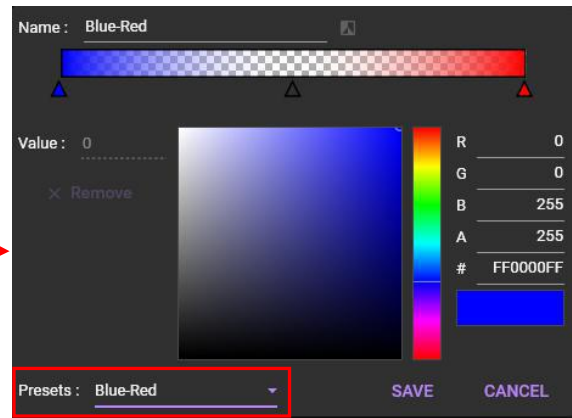 Name : Blue-Red
Value : 0
× Remove
R 0
G 0
B 255
A 255
# FF0000FF
Presets : Blue-Red
SAVE CANCEL